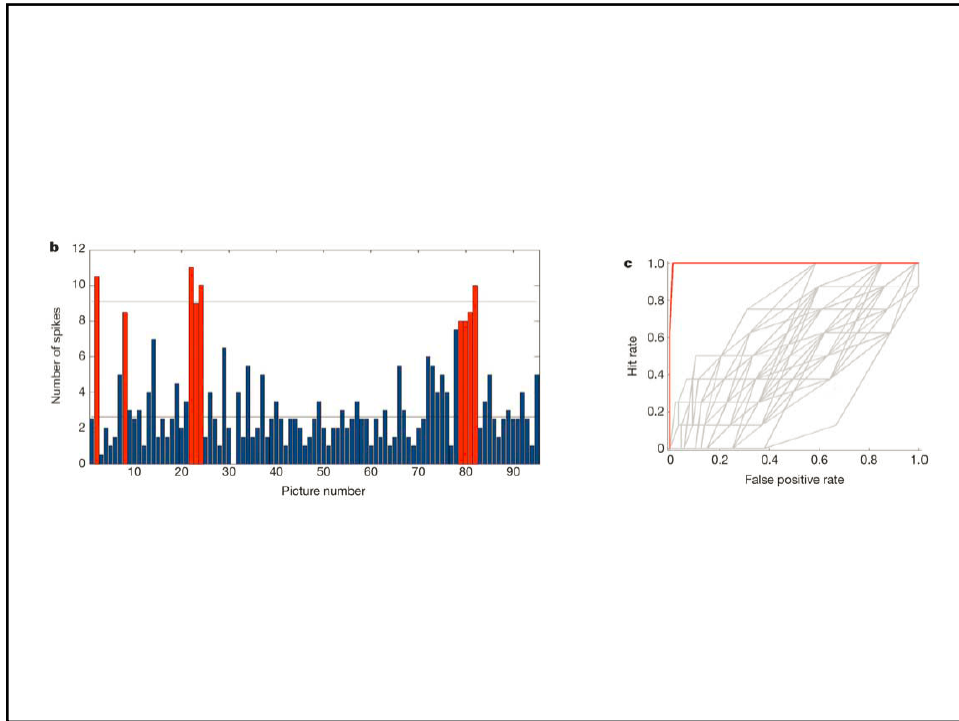 b
12
10
8
6
4
2
0
Number of spikes
10 20 30 40 50 60 70 80 90
Picture number
c
1.0
0.8
0.6
0.4
0.2
0
Hit rate
0 0.2 0.4 0.6 0.8 1.0
False positive rate